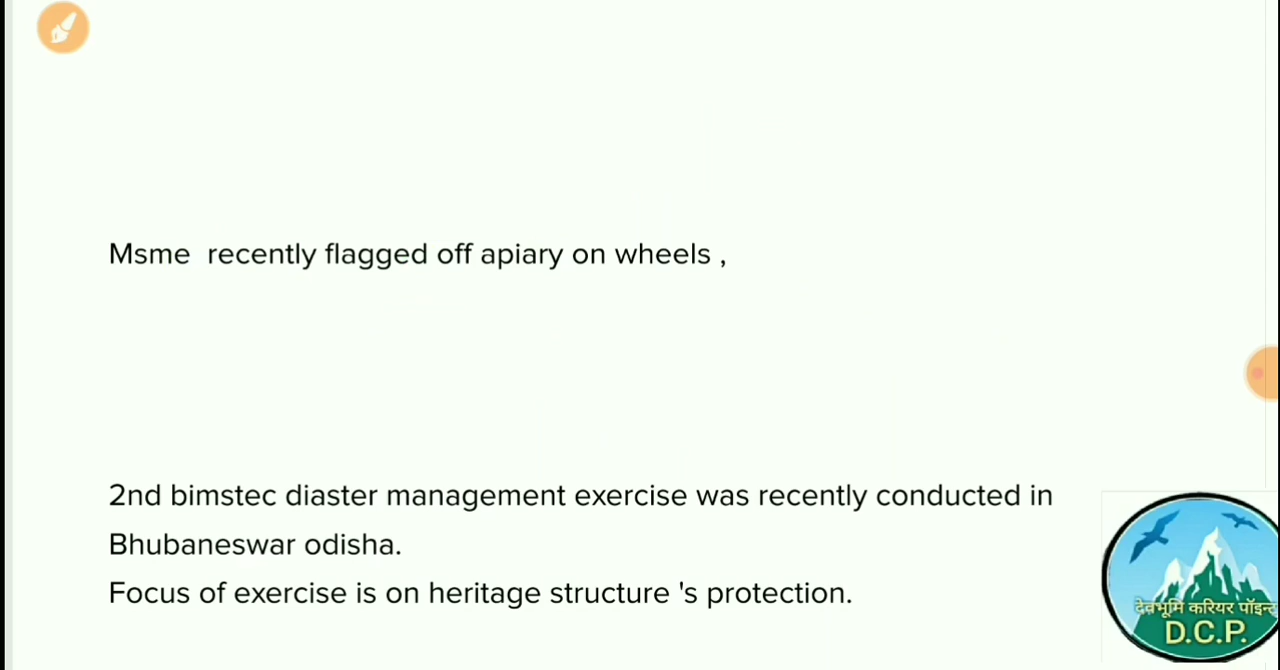 Msme recently flagged off apiary on wheels ,
2nd bimstec diaster management exercise was recently conducted in
Bhubaneswar odisha.
Focus of exercise is on heritage structure 's protection.
देवभूमि करियर पॉइन्ट
D.C.P.